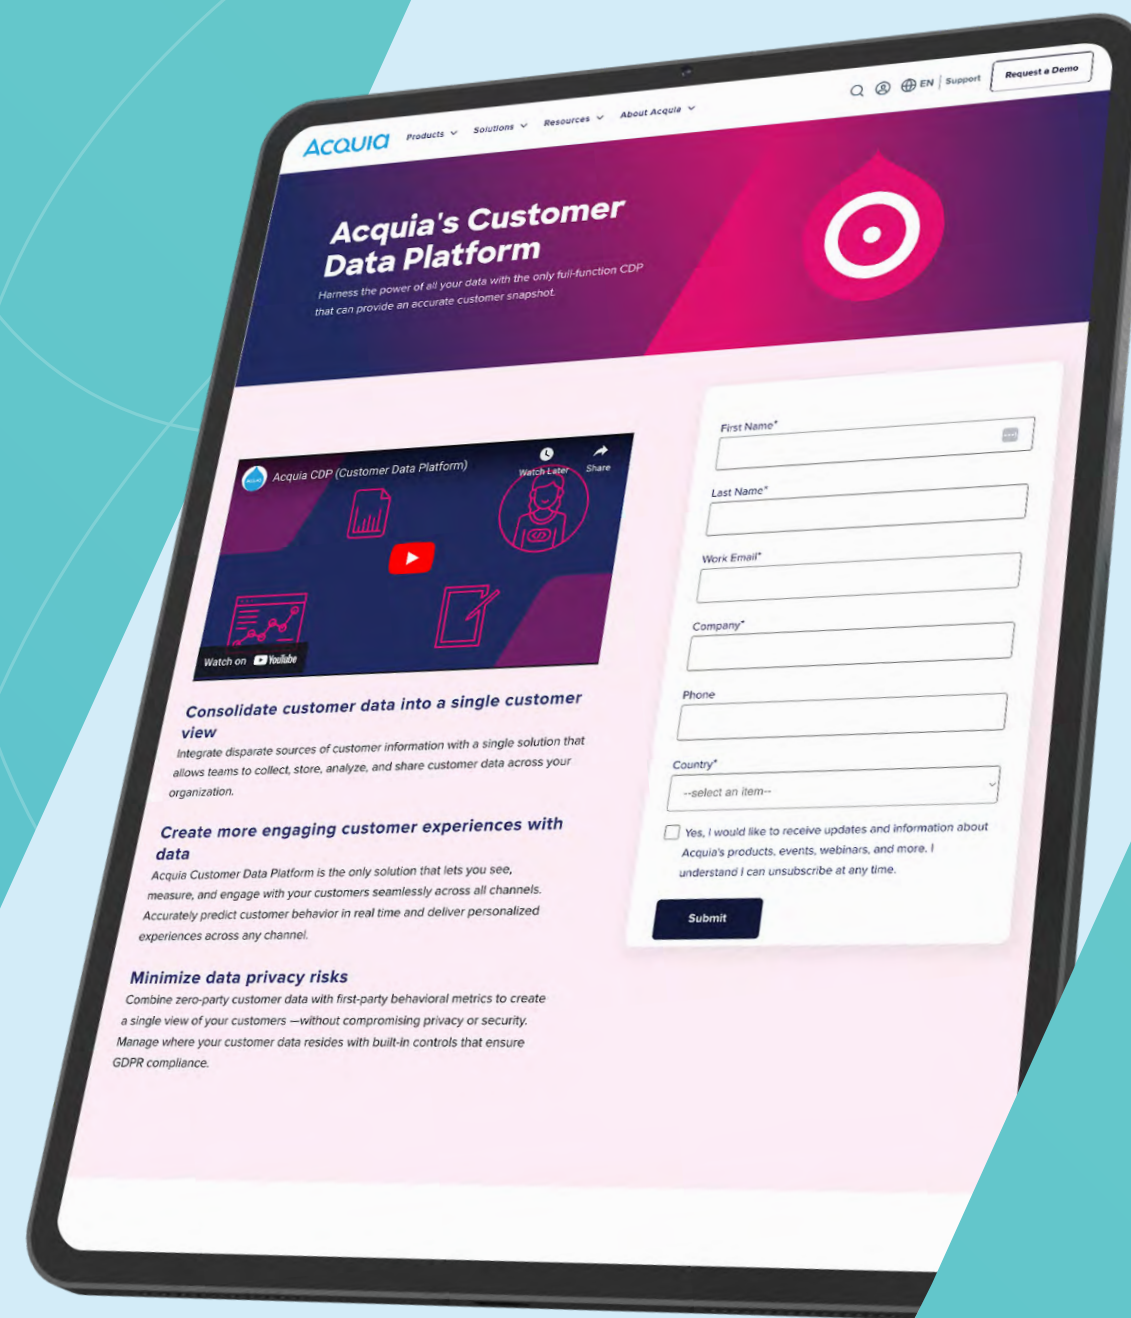 ACQUIA
Products
Solutions
Resources
About Acquia
EN
Support
Request a Demo
Acquia's Customer
Data Platform
Harness the power of all your data with the only full-function CDP
that can provide an accurate customer snapshot.
Acquia CDP (Customer Data Platform)
Watch Later
Share
Watch on
YouTube
Consolidate customer data into a single customer
view
Integrate disparate sources of customer information with a single solution that
allows teams to collect, store, analyze, and share customer data across your
organization.
Create more engaging customer experiences with
data
Acquia Customer Data Platform is the only solution that lets you see,
measure, and engage with your customers seamlessly across all channels.
Accurately predict customer behavior in real time and deliver personalized
experiences across any channel.
Minimize data privacy risks
Combine zero-party customer data with first-party behavioral metrics to create
a single view of your customers —without compromising privacy or security.
Manage where your customer data resides with built-in controls that ensure
GDPR compliance.
First Name*
Last Name*
Work Email*
Company*
Phone
Country*
--select an item--
Yes, I would like to receive updates and information about
Acquia's products, events, webinars, and more. I
understand I can unsubscribe at any time.
Submit